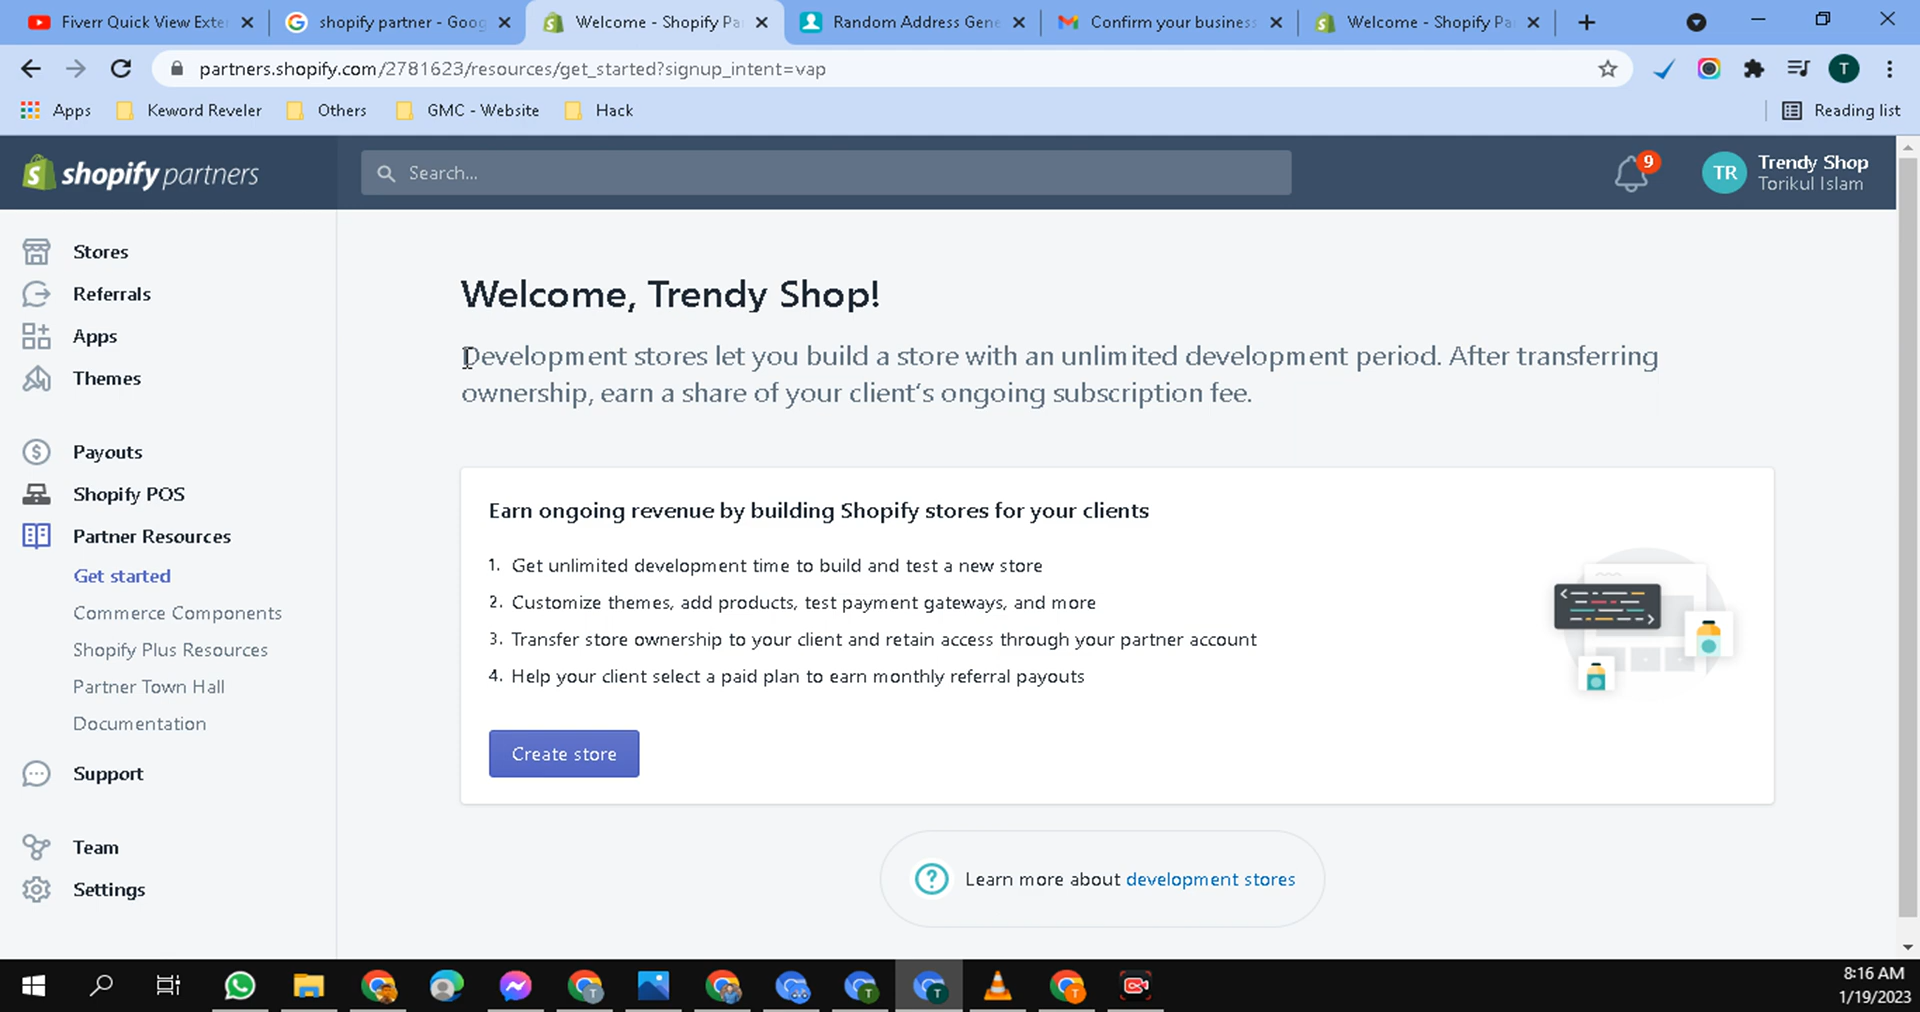 Fiverr Quick View Exte
shopify partner - Goog
Welcome - Shopify Pa
Random Address Gene
Confirm your business
Welcome - Shopify Pa
partners.shopify.com/2781623/resources/get_started?signup_intent=vap
T
Apps
Keword Reveler
Others
GMC - Website
Hack
Reading list
shopify partners
Search...
9
TR
Trendy Shop
Torikul Islam
Stores
Referrals
Apps
Themes
Payouts
Shopify POS
Partner Resources
Get started
Commerce Components
Shopify Plus Resources
Partner Town Hall
Documentation
Support
Team
Settings
Welcome, Trendy Shop!
Development stores let you build a store with an unlimited development period. After transferring
ownership, earn a share of your client's ongoing subscription fee.
Earn ongoing revenue by building Shopify stores for your clients
1. Get unlimited development time to build and test a new store
2. Customize themes, add products, test payment gateways, and more
3. Transfer store ownership to your client and retain access through your partner account
4. Help your client select a paid plan to earn monthly referral payouts
Create store
Learn more about development stores
8:16 AM
1/19/2023